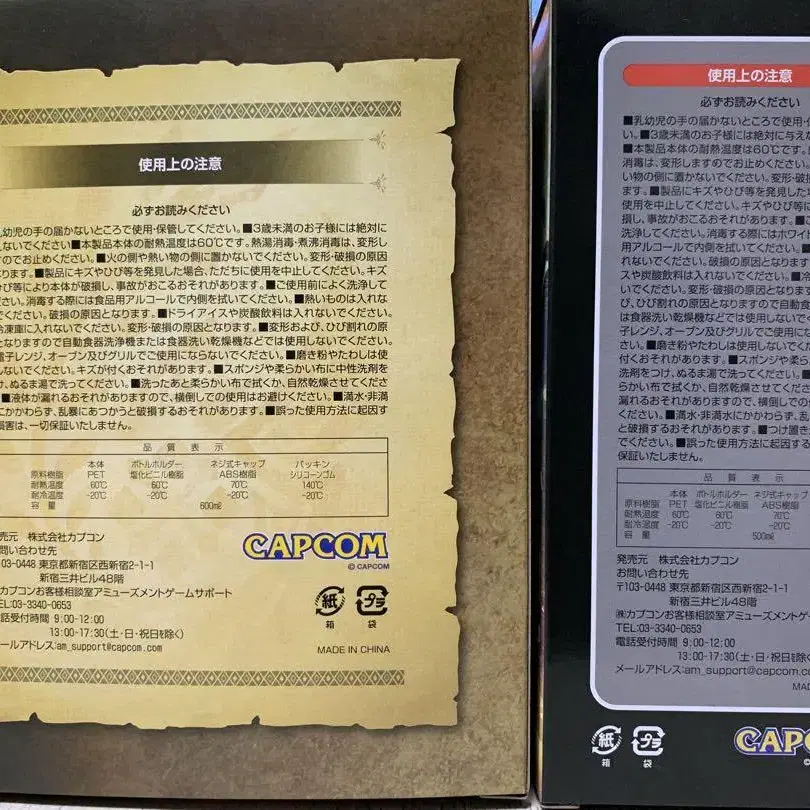 使用上の注意
必ずお読みください
乳幼児の手の届かないところで使用・保管してください。■3歳未満のお子様には絶対に
えないでください■本製品本体の耐熱温度は60℃です。熱湯消毒・煮沸消毒は、変形し
すのでお止めください。■火の側や熱い物の側に置かないでください。変形・破損の原因
なります。■製品にキズやひび等を発見した場合、ただちに使用を中止してください。キズ
ひび等により本体が破損し、事故がおこるおそれがあります。■ご使用前によく洗浄して
ださい。消毒する際には食品用アルコールで内側を拭いてください。■熱いものは入れな
でください。破損の原因となります。■ドライアイスや炭酸飲料は入れないでください。
冷凍庫に入れないでください。変形・破損の原因となります。■変形および、ひび割れの原
となりますので自動食器洗浄機または食器洗い乾燥機などでは使用しないでください。
電子レンジ、オーブン及びグリルでご使用にならないでください。■磨き粉やたわしは使
でください。キズが付くおそれがあります。■スポンジや柔らかい布に中性洗剤を
つけ、ぬるま湯で洗ってください。■洗ったあと柔らかい布で拭くか、自然乾燥させてくださ
■液体が漏れるおそれがありますので、横倒しでの使用はお避けください。■満水・非満
にかかわらず、乱暴にあつかうと破損するおそれがあります。■誤った使用方法に起因す
損害は、一切保証いたしません。
品質表示
本体 ボトルホルダー ネジ式キャップ パッキン
原料樹脂 PET 塩化ビニル樹脂 ABS樹脂 シリコーンゴム
耐熱温度 60℃ 60℃ 70℃ 140℃
耐冷温度 -20℃ -20℃ -20℃ -20℃
容量 600mℓ
発売元 株式会社カプコン
お問い合わせ先
〒103-0448 東京都新宿区西新宿2-1-1
新宿三井ビル48階
カプコンお客様相談室アミューズメントゲームサポート
TEL:03-3340-0653
電話受付時間 9:00-12:00
13:00-17:30(土・日・祝日を除く)
メールアドレス:am_support@capcom.com
CAPCOM
© CAPCOM
紙 プラ
箱 袋
MADE IN CHINA
使用上の注意
必ずお読みください
■乳幼児の手の届かないところで使用・
い。■3歳未満のお子様には絶対に与え
■本製品本体の耐熱温度は60℃です。
消毒は、変形しますのでお止めください。
い物の側に置かないでください。変形・破損
ます。■製品にキズやひび等を発見した場
使用を中止してください。キズやひび等に
損し、事故がおこるおそれがあります。■
洗浄してください。消毒する際にはホワイト
用アルコールで内側を拭いてください。■
れないでください。破損の原因となります
スや炭酸飲料は入れないでください。■冷
でください。変形・破損の原因となります
び、ひび割れの原因となりますので自動食
は食器洗い乾燥機などでは使用しないで
子レンジ、オーブン及びグリルでご使用に
ください。■磨き粉やたわしは使用しない
付くおそれがあります。■スポンジや柔らか
洗剤をつけ、ぬるま湯で洗ってください。
らかい布で拭くか、自然乾燥させてください
漏れるおそれがありますので、横倒しでの使
ください。■満水・非満水にかかわらず、乱
と破損するおそれがあります。■つけ置き
■誤った使用方法に起因する
保証いたしません。
品質表示
本体 ボトルホルダー ネジ式キャップ
原料樹脂 PET 塩化ビニル樹脂 ABS樹脂
耐熱温度 60℃ 60℃ 70℃
耐冷温度 -20℃ -20℃ -20℃
容量 500mℓ
発売元 株式会社カプコン
お問い合わせ先
〒103-0448 東京都新宿区西新宿2-1-1
新宿三井ビル48階
㈱カプコンお客様相談室アミューズメント
TEL:03-3340-0653
電話受付時間 9:00-12:00
13:00-17:30(土・日・祝日を除く
メールアドレス:am_support@capcom.co
MAD
紙 プラ
箱 袋
CAPC
©